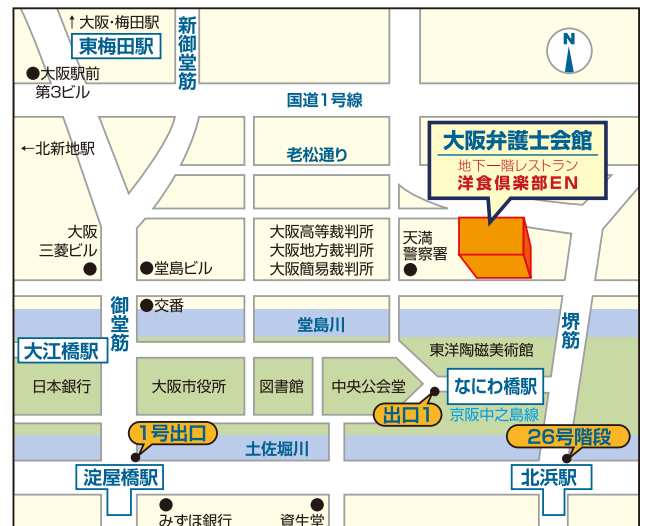 ↑大阪・梅田駅
東梅田駅
新御堂筋
N
大阪駅前
第3ビル
国道1号線
←北新地駅
老松通り
大阪弁護士会館
地下一階レストラン
洋食倶楽部EN
大阪
三菱ビル
堂島ビル
大阪高等裁判所
大阪地方裁判所
大阪簡易裁判所
天満
警察署
御堂筋
交番
堂島川
堺筋
大江橋駅
東洋陶磁美術館
日本銀行
大阪市役所
図書館
中央公会堂
なにわ橋駅
出口1
京阪中之島線
1号出口
土佐堀川
26号階段
淀屋橋駅
北浜駅
みずほ銀行
資生堂